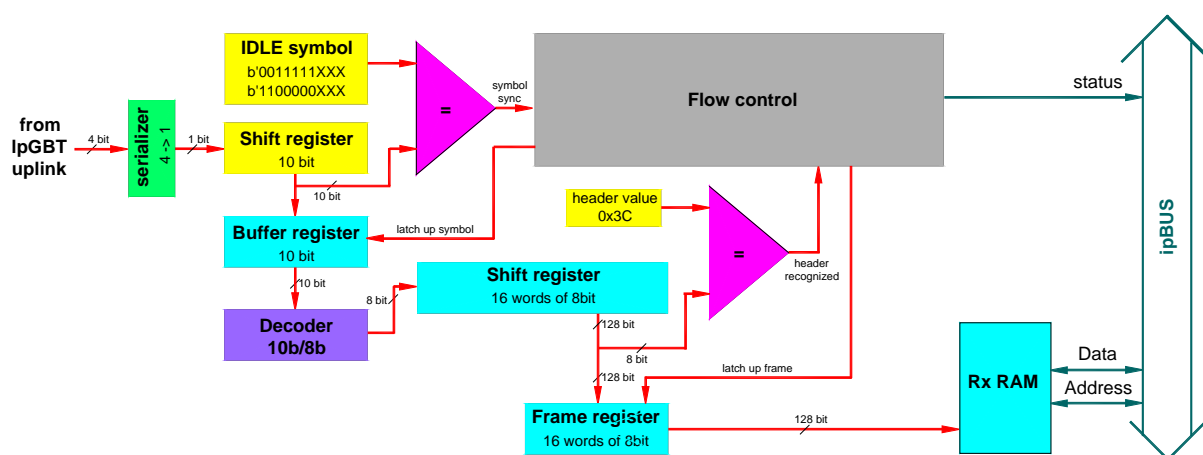 IDLE symbol
b'0011111XXX
b'1100000XXX
symbol
sync
=
Flow control
status
from
lpGBT
uplink
4 bit
serializer
4 -> 1
1 bit
Shift register
10 bit
10 bit
header value
0x3C
Buffer register
10 bit
latch up symbol
=
header
recognized
ipBUS
10 bit
8 bit
Shift register
16 words of 8bit
Decoder
10b/8b
128 bit
8 bit
128 bit
latch up frame
Rx RAM
Data
Address
Frame register
16 words of 8bit
128 bit